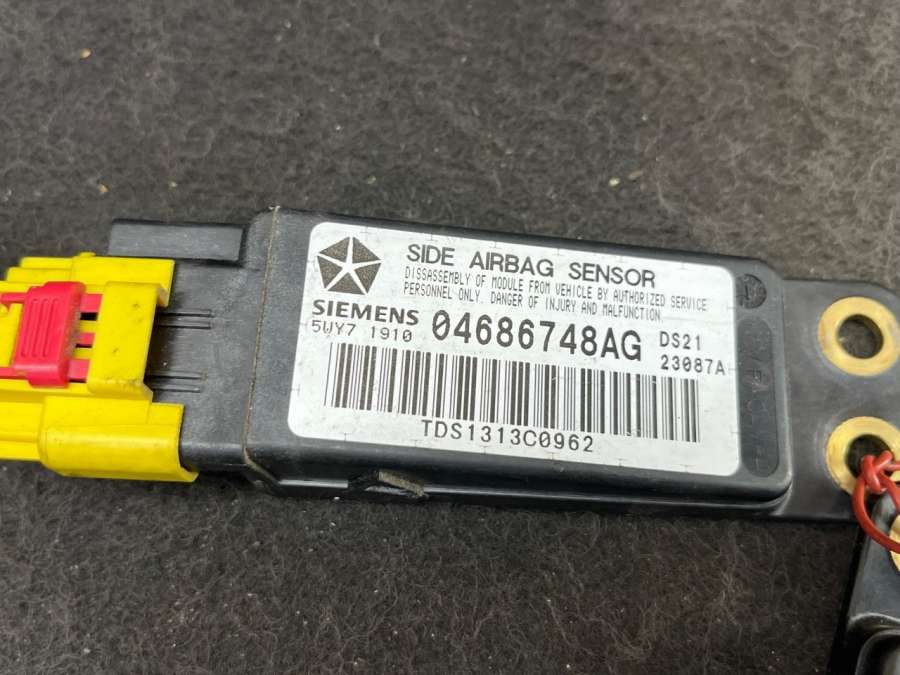 SIDE AIRBAG SENSOR
DISSASSEMBLY OF MODULE FROM VEHICLE BY AUTHORIZED SERVICE
PERSONNEL ONLY. DANGER OF INJURY AND MALFUNCTION
SIEMENS
5WY7 1910
04686748AG
DS21
23087A
TDS1313C0962